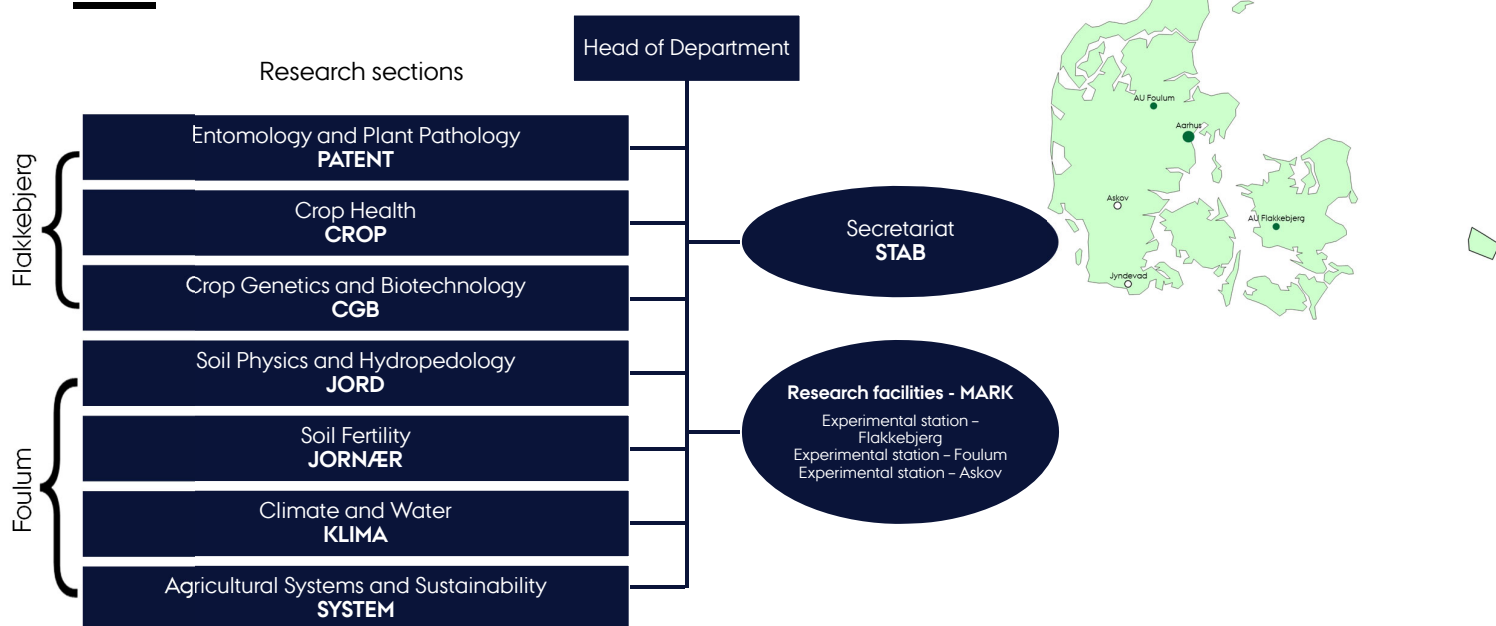 Head of Department
Research sections
Flakkebjerg
Entomology and Plant Pathology
PATENT
Crop Health
CROP
Crop Genetics and Biotechnology
CGB
Foulum
Soil Physics and Hydropedology
JORD
Soil Fertility
JORNÆR
Climate and Water
KLIMA
Agricultural Systems and Sustainability
SYSTEM
Secretariat
STAB
Research facilities - MARK
Experimental station –
Flakkebjerg
Experimental station – Foulum
Experimental station – Askov
AU Foulum
Aarhus
Askov
AU Flakkebjerg
Jyndevad